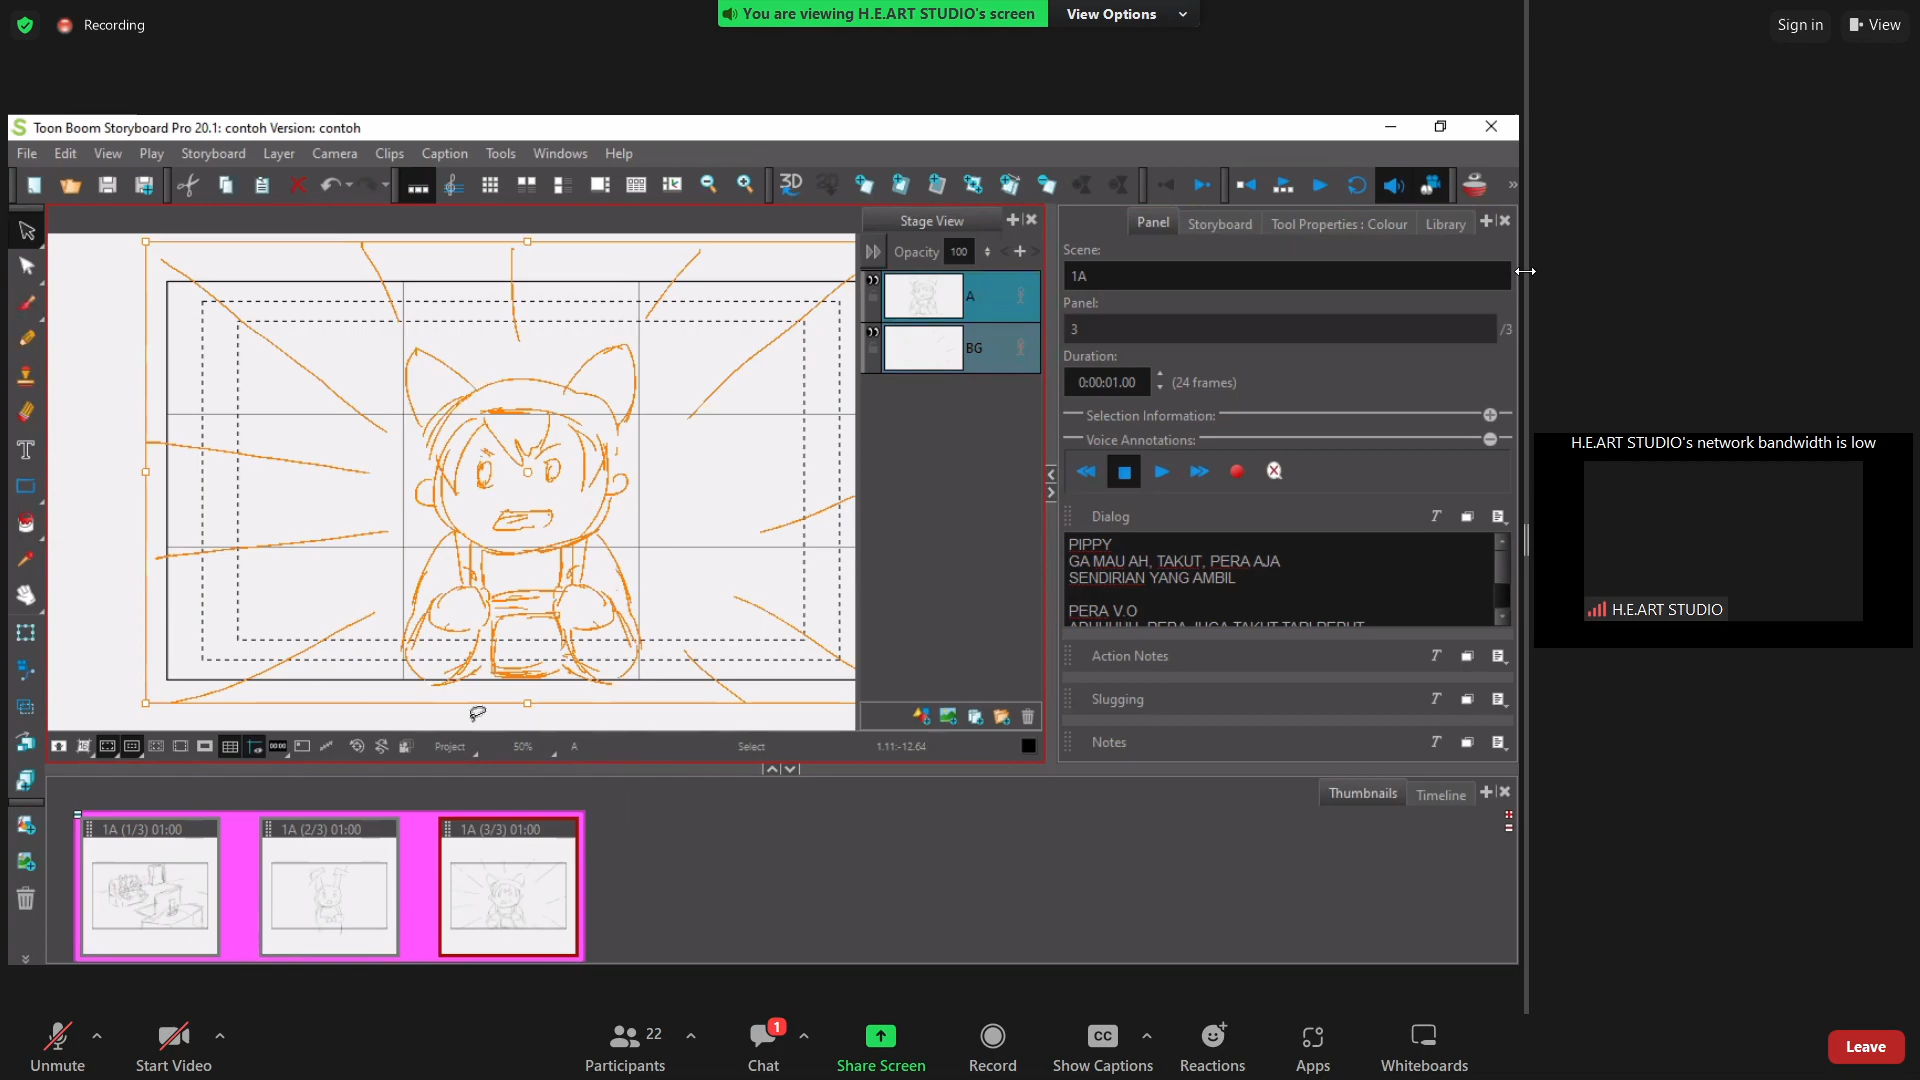 Recording
You are viewing H.E.ART STUDIO's screen
View Options
Sign in
View
Toon Boom Storyboard Pro 20.1: contoh Version: contoh
File Edit View Play Storyboard Layer Camera Clips Caption Tools Windows Help
3D
Stage View
Opacity 100
A
BG
Panel Storyboard Tool Properties : Colour Library
Scene:
1A
Panel:
3 /3
Duration:
0:00:01.00 (24 frames)
Selection Information:
Voice Annotations:
Dialog
PIPPY
GA MAU AH, TAKUT, PERA AJA
SENDIRIAN YANG AMBIL
PERA V.O
Action Notes
Slugging
Notes
Project 50% A Select 1.11:-12.64
Thumbnails Timeline
1A (1/3) 01:00
1A (2/3) 01:00
1A (3/3) 01:00
H.E.ART STUDIO's network bandwidth is low
H.E.ART STUDIO
Unmute
Start Video
22
Participants
1
Chat
Share Screen
Record
CC
Show Captions
Reactions
Apps
Whiteboards
Leave